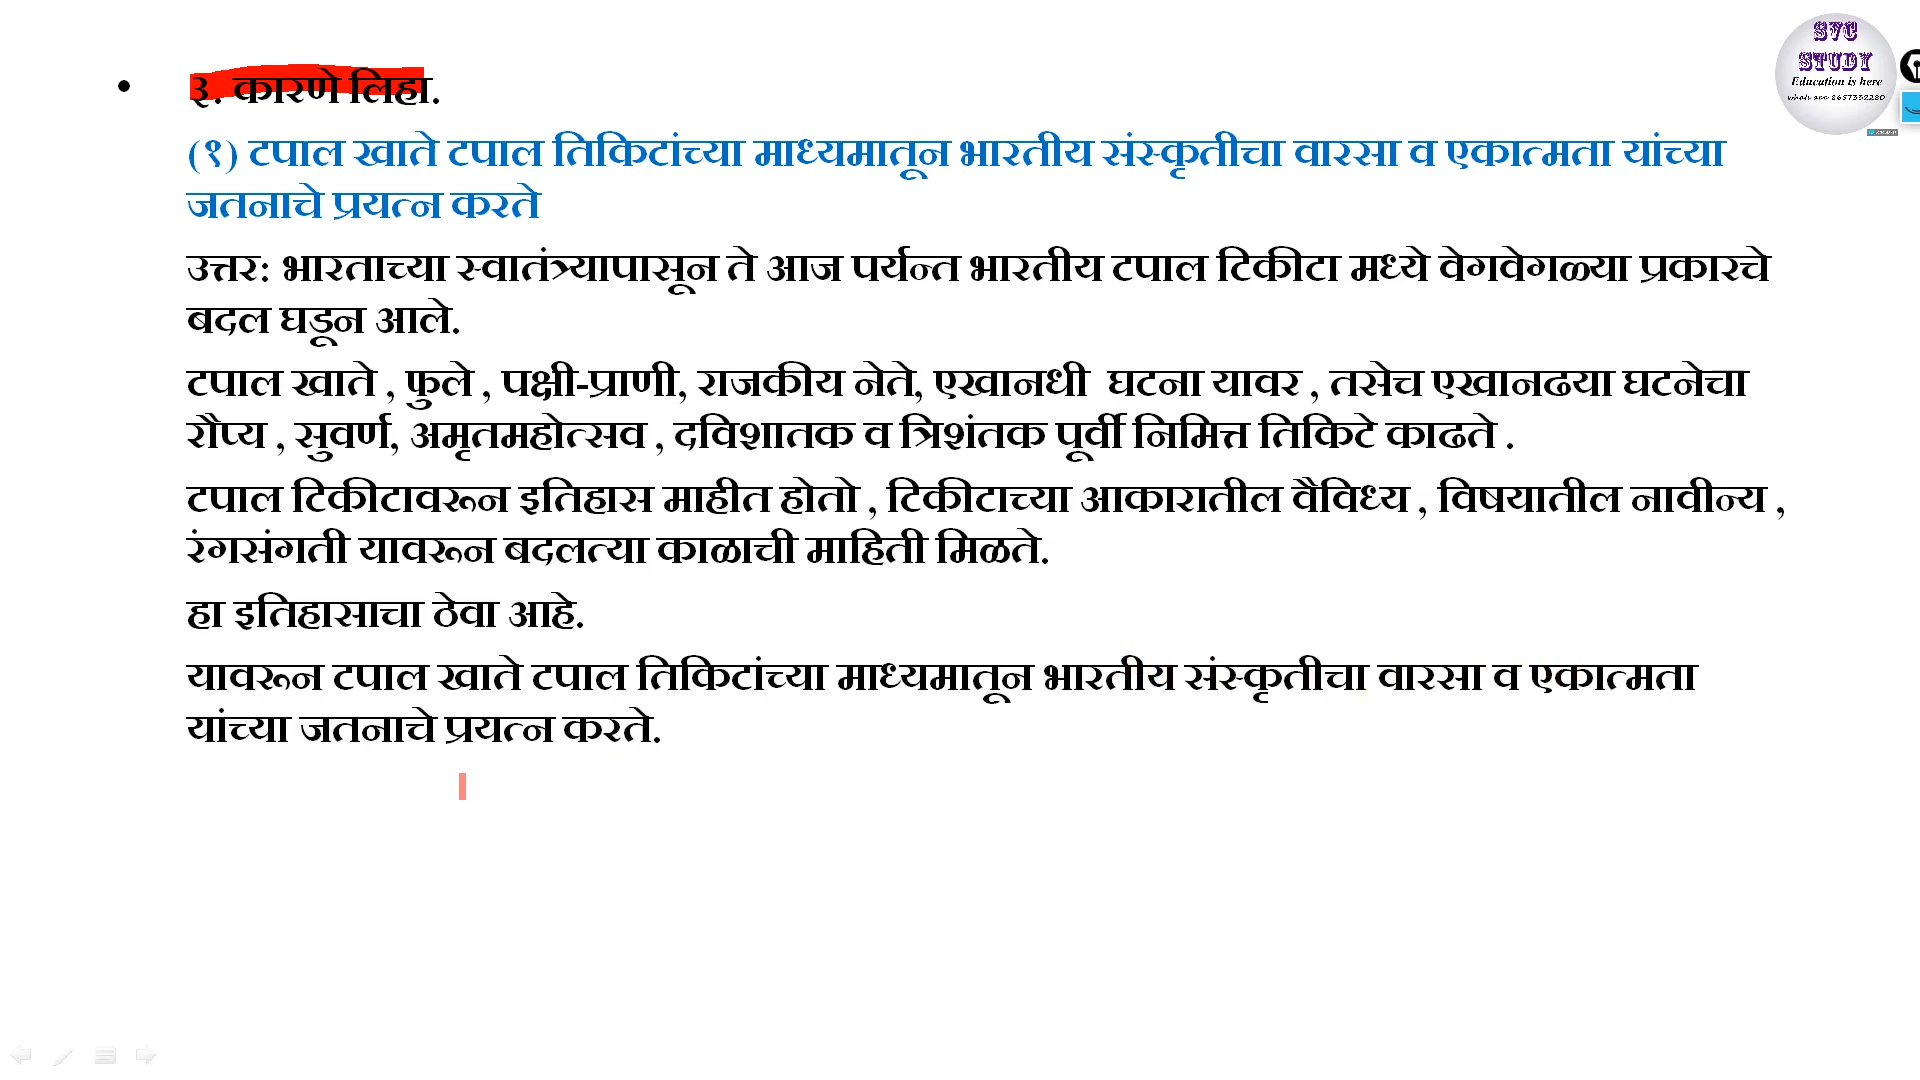 • ३. कारणे लिहा.
(१) टपाल खाते टपाल तिकिटांच्या माध्यमातून भारतीय संस्कृतीचा वारसा व एकात्मता यांच्या
जतनाचे प्रयत्न करते
उत्तर: भारताच्या स्वातंत्र्यापासून ते आज पर्यन्त भारतीय टपाल टिकीटा मध्ये वेगवेगळ्या प्रकारचे
बदल घडून आले.
टपाल खाते , फुले , पक्षी-प्राणी, राजकीय नेते, एखानधी घटना यावर , तसेच एखानढया घटनेचा
रौप्य , सुवर्ण, अमृतमहोत्सव , दविशातक व त्रिशंतक पूर्वी निमित्त तिकिटे काढते .
टपाल टिकीटावरून इतिहास माहीत होतो , टिकीटाच्या आकारातील वैविध्य , विषयातील नावीन्य ,
रंगसंगती यावरून बदलत्या काळाची माहिती मिळते.
हा इतिहासाचा ठेवा आहे.
यावरून टपाल खाते टपाल तिकिटांच्या माध्यमातून भारतीय संस्कृतीचा वारसा व एकात्मता
यांच्या जतनाचे प्रयत्न करते.
SVC
STUDY
Education is here